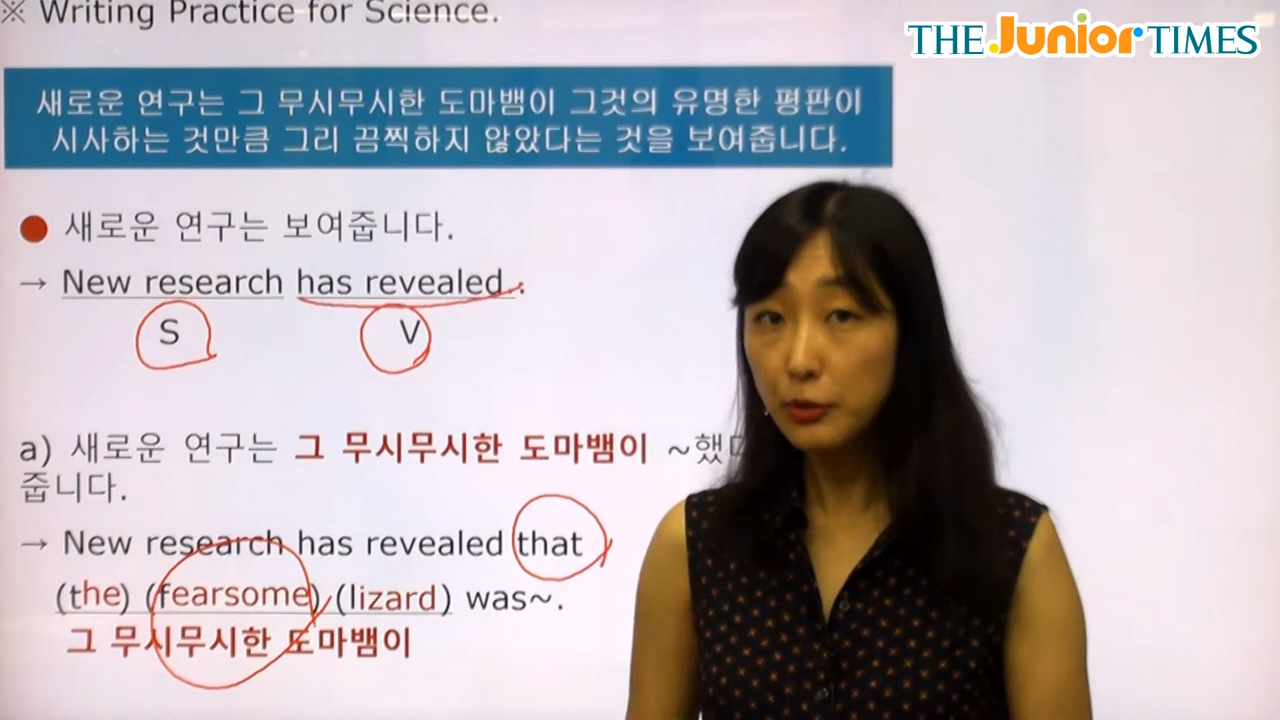 ※ Writing Practice for Science.
THE Junior TIMES
새로운 연구는 그 무시무시한 도마뱀이 그것의 유명한 평판이
시사하는 것만큼 그리 끔찍하지 않았다는 것을 보여줍니다.
새로운 연구는 보여줍니다.
→ New research has revealed .
S V
a) 새로운 연구는 그 무시무시한 도마뱀이 ~했
줍니다.
→ New research has revealed that
(the) (fearsome) (lizard) was~.
그 무시무시한 도마뱀이